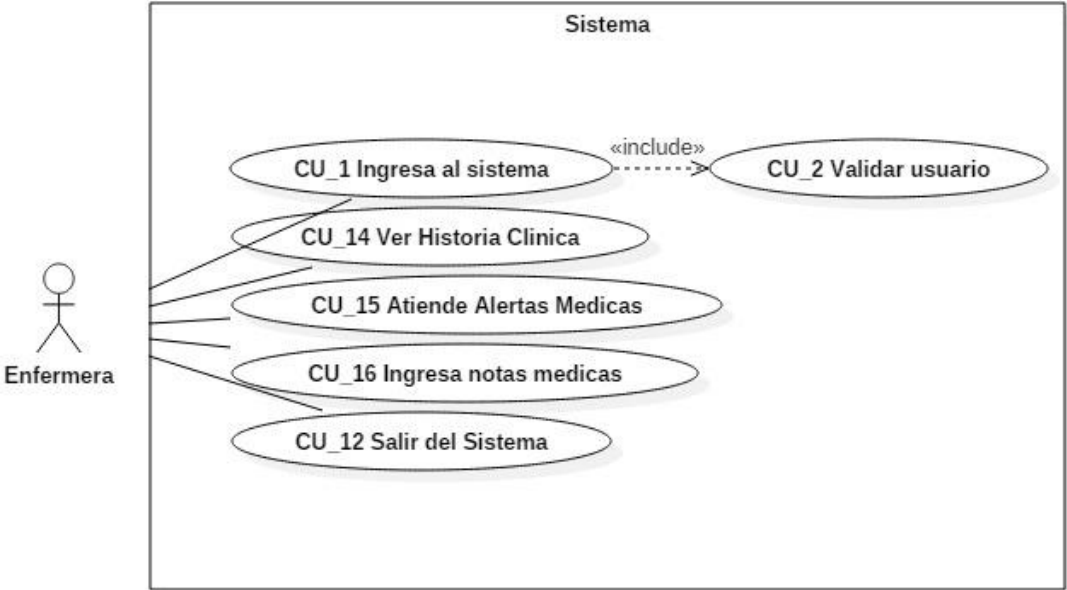 Sistema
«include»
CU_1 Ingresa al sistema
CU_2 Validar usuario
CU_14 Ver Historia Clinica
CU_15 Atiende Alertas Medicas
Enfermera
CU_16 Ingresa notas medicas
CU_12 Salir del Sistema